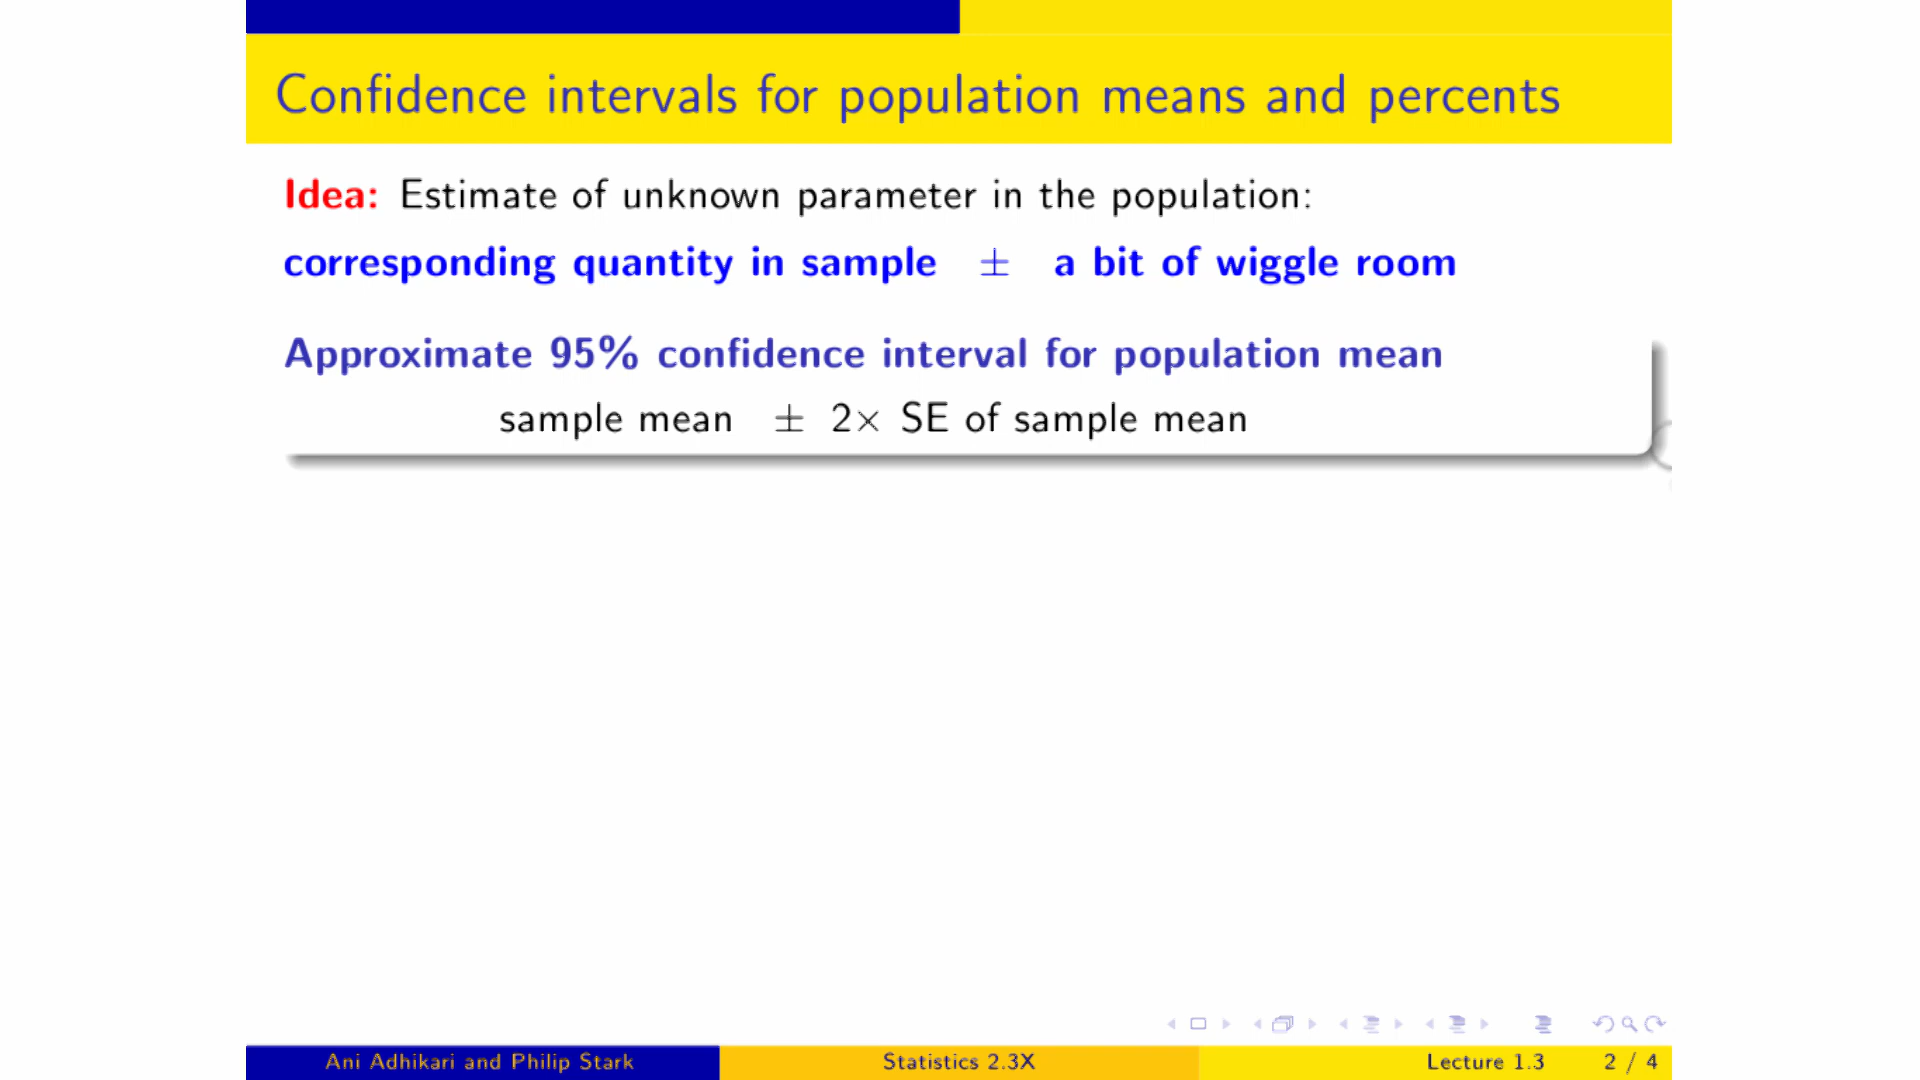 Confidence intervals for population means and percents
Idea: Estimate of unknown parameter in the population:
corresponding quantity in sample ± a bit of wiggle room
Approximate 95% confidence interval for population mean
sample mean ± 2× SE of sample mean
Ani Adhikari and Philip Stark Statistics 2.3X Lecture 1.3 2 / 4